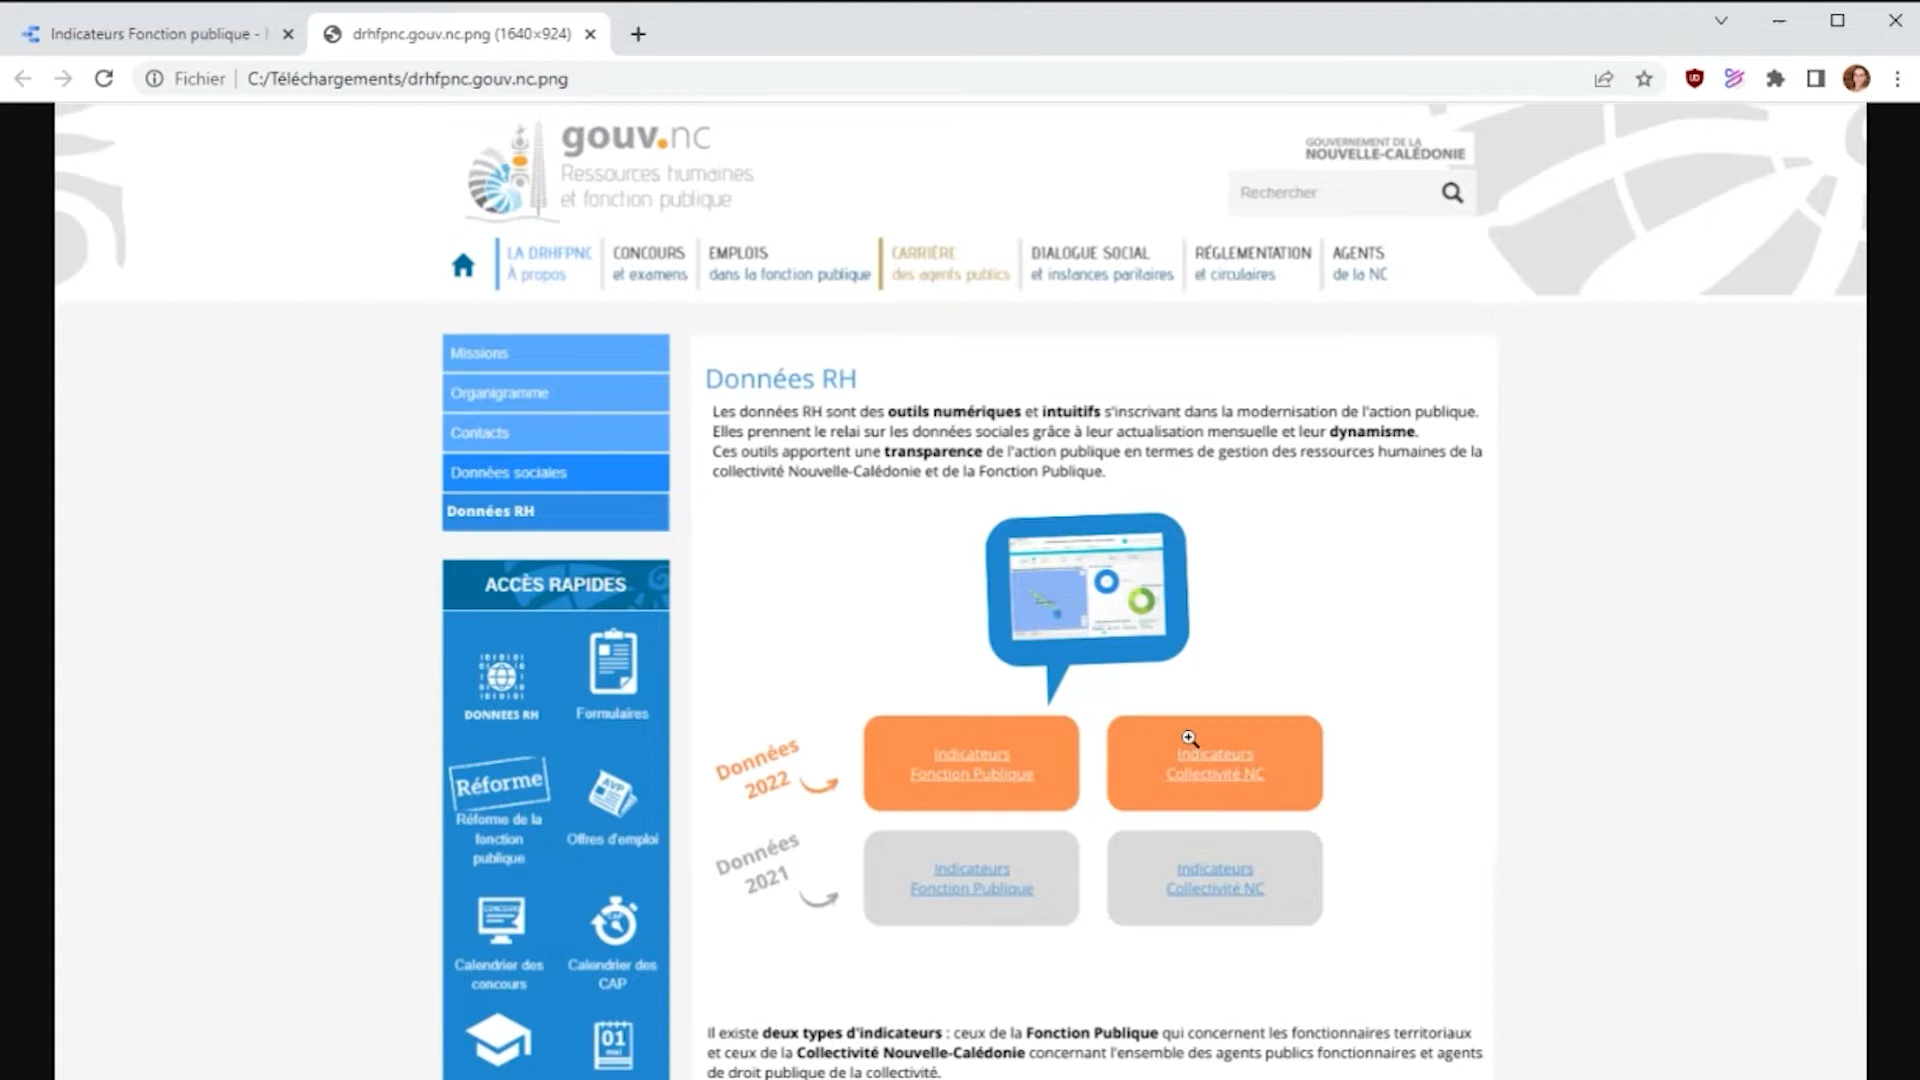 Indicateurs Fonction publique -
drhfpnc.gouv.nc.png (1640×924)
Fichier
C:/Téléchargements/drhfpnc.gouv.nc.png
gouv.nc
Ressources humaines
et fonction publique
GOUVERNEMENT DE LA
NOUVELLE-CALÉDONIE
Rechercher
LA DRHFPNC
À propos
CONCOURS
et examens
EMPLOIS
dans la fonction publique
CARRIÈRE
des agents publics
DIALOGUE SOCIAL
et instances paritaires
RÉGLEMENTATION
et circulaires
AGENTS
de la NC
Missions
Organigramme
Contacts
Données sociales
Données RH
ACCÈS RAPIDES
DONNEES RH
Formulaires
Réforme
Réforme de la
fonction
publique
AVP
Offres d'emploi
CONCOURS
Calendrier des
concours
CAP
Calendrier des
CAP
01
mai
Données RH
Les données RH sont des outils numériques et intuitifs s'inscrivant dans la modernisation de l'action publique.
Elles prennent le relai sur les données sociales grâce à leur actualisation mensuelle et leur dynamisme.
Ces outils apportent une transparence de l'action publique en termes de gestion des ressources humaines de la
collectivité Nouvelle-Calédonie et de la Fonction Publique.
Données
2022
Indicateurs
Fonction Publique
Indicateurs
Collectivité NC
Données
2021
Indicateurs
Fonction Publique
Indicateurs
Collectivité NC
Il existe deux types d'indicateurs : ceux de la Fonction Publique qui concernent les fonctionnaires territoriaux
et ceux de la Collectivité Nouvelle-Calédonie concernant l'ensemble des agents publics fonctionnaires et agents
de droit publique de la collectivité.